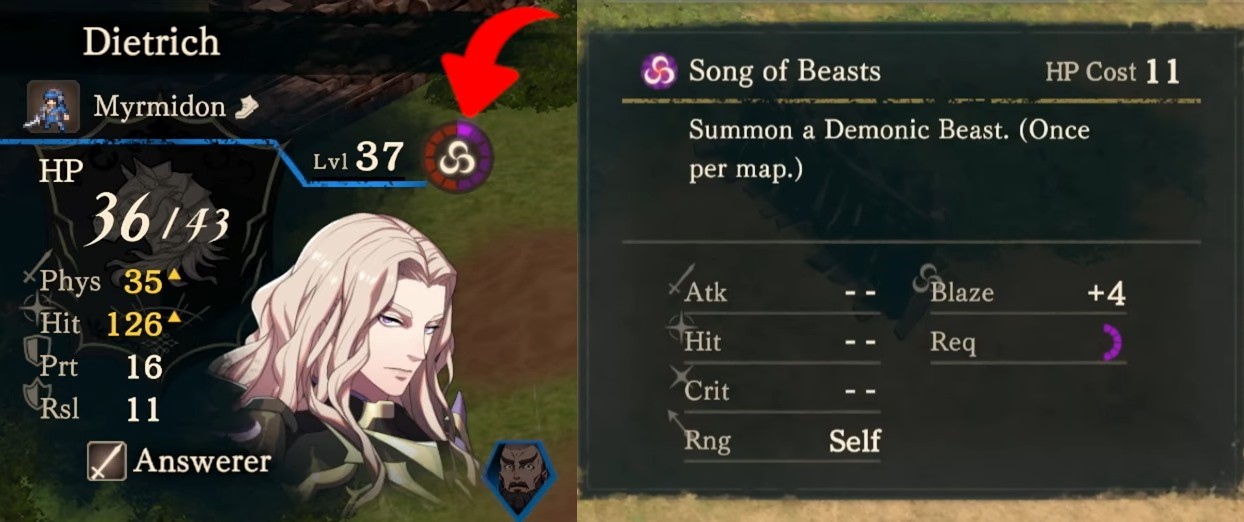 Dietrich
Myrmidon
Lvl 37
HP
36/43
Phys 35
Hit 126
Prt 16
Rsl 11
Answerer
Song of Beasts HP Cost 11
Summon a Demonic Beast. (Once
per map.)
Atk -- Blaze +4
Hit -- Req
Crit --
Rng Self